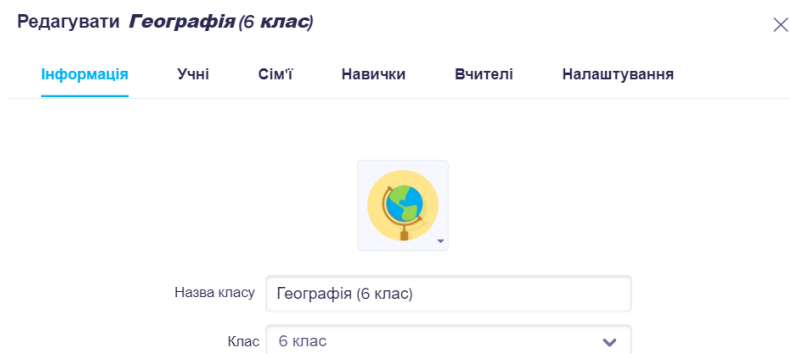 Редагувати Географія (6 клас)
Інформація Учні Сім'ї Навички Вчителі Налаштування
Назва класу Географія (6 клас)
Клас 6 клас